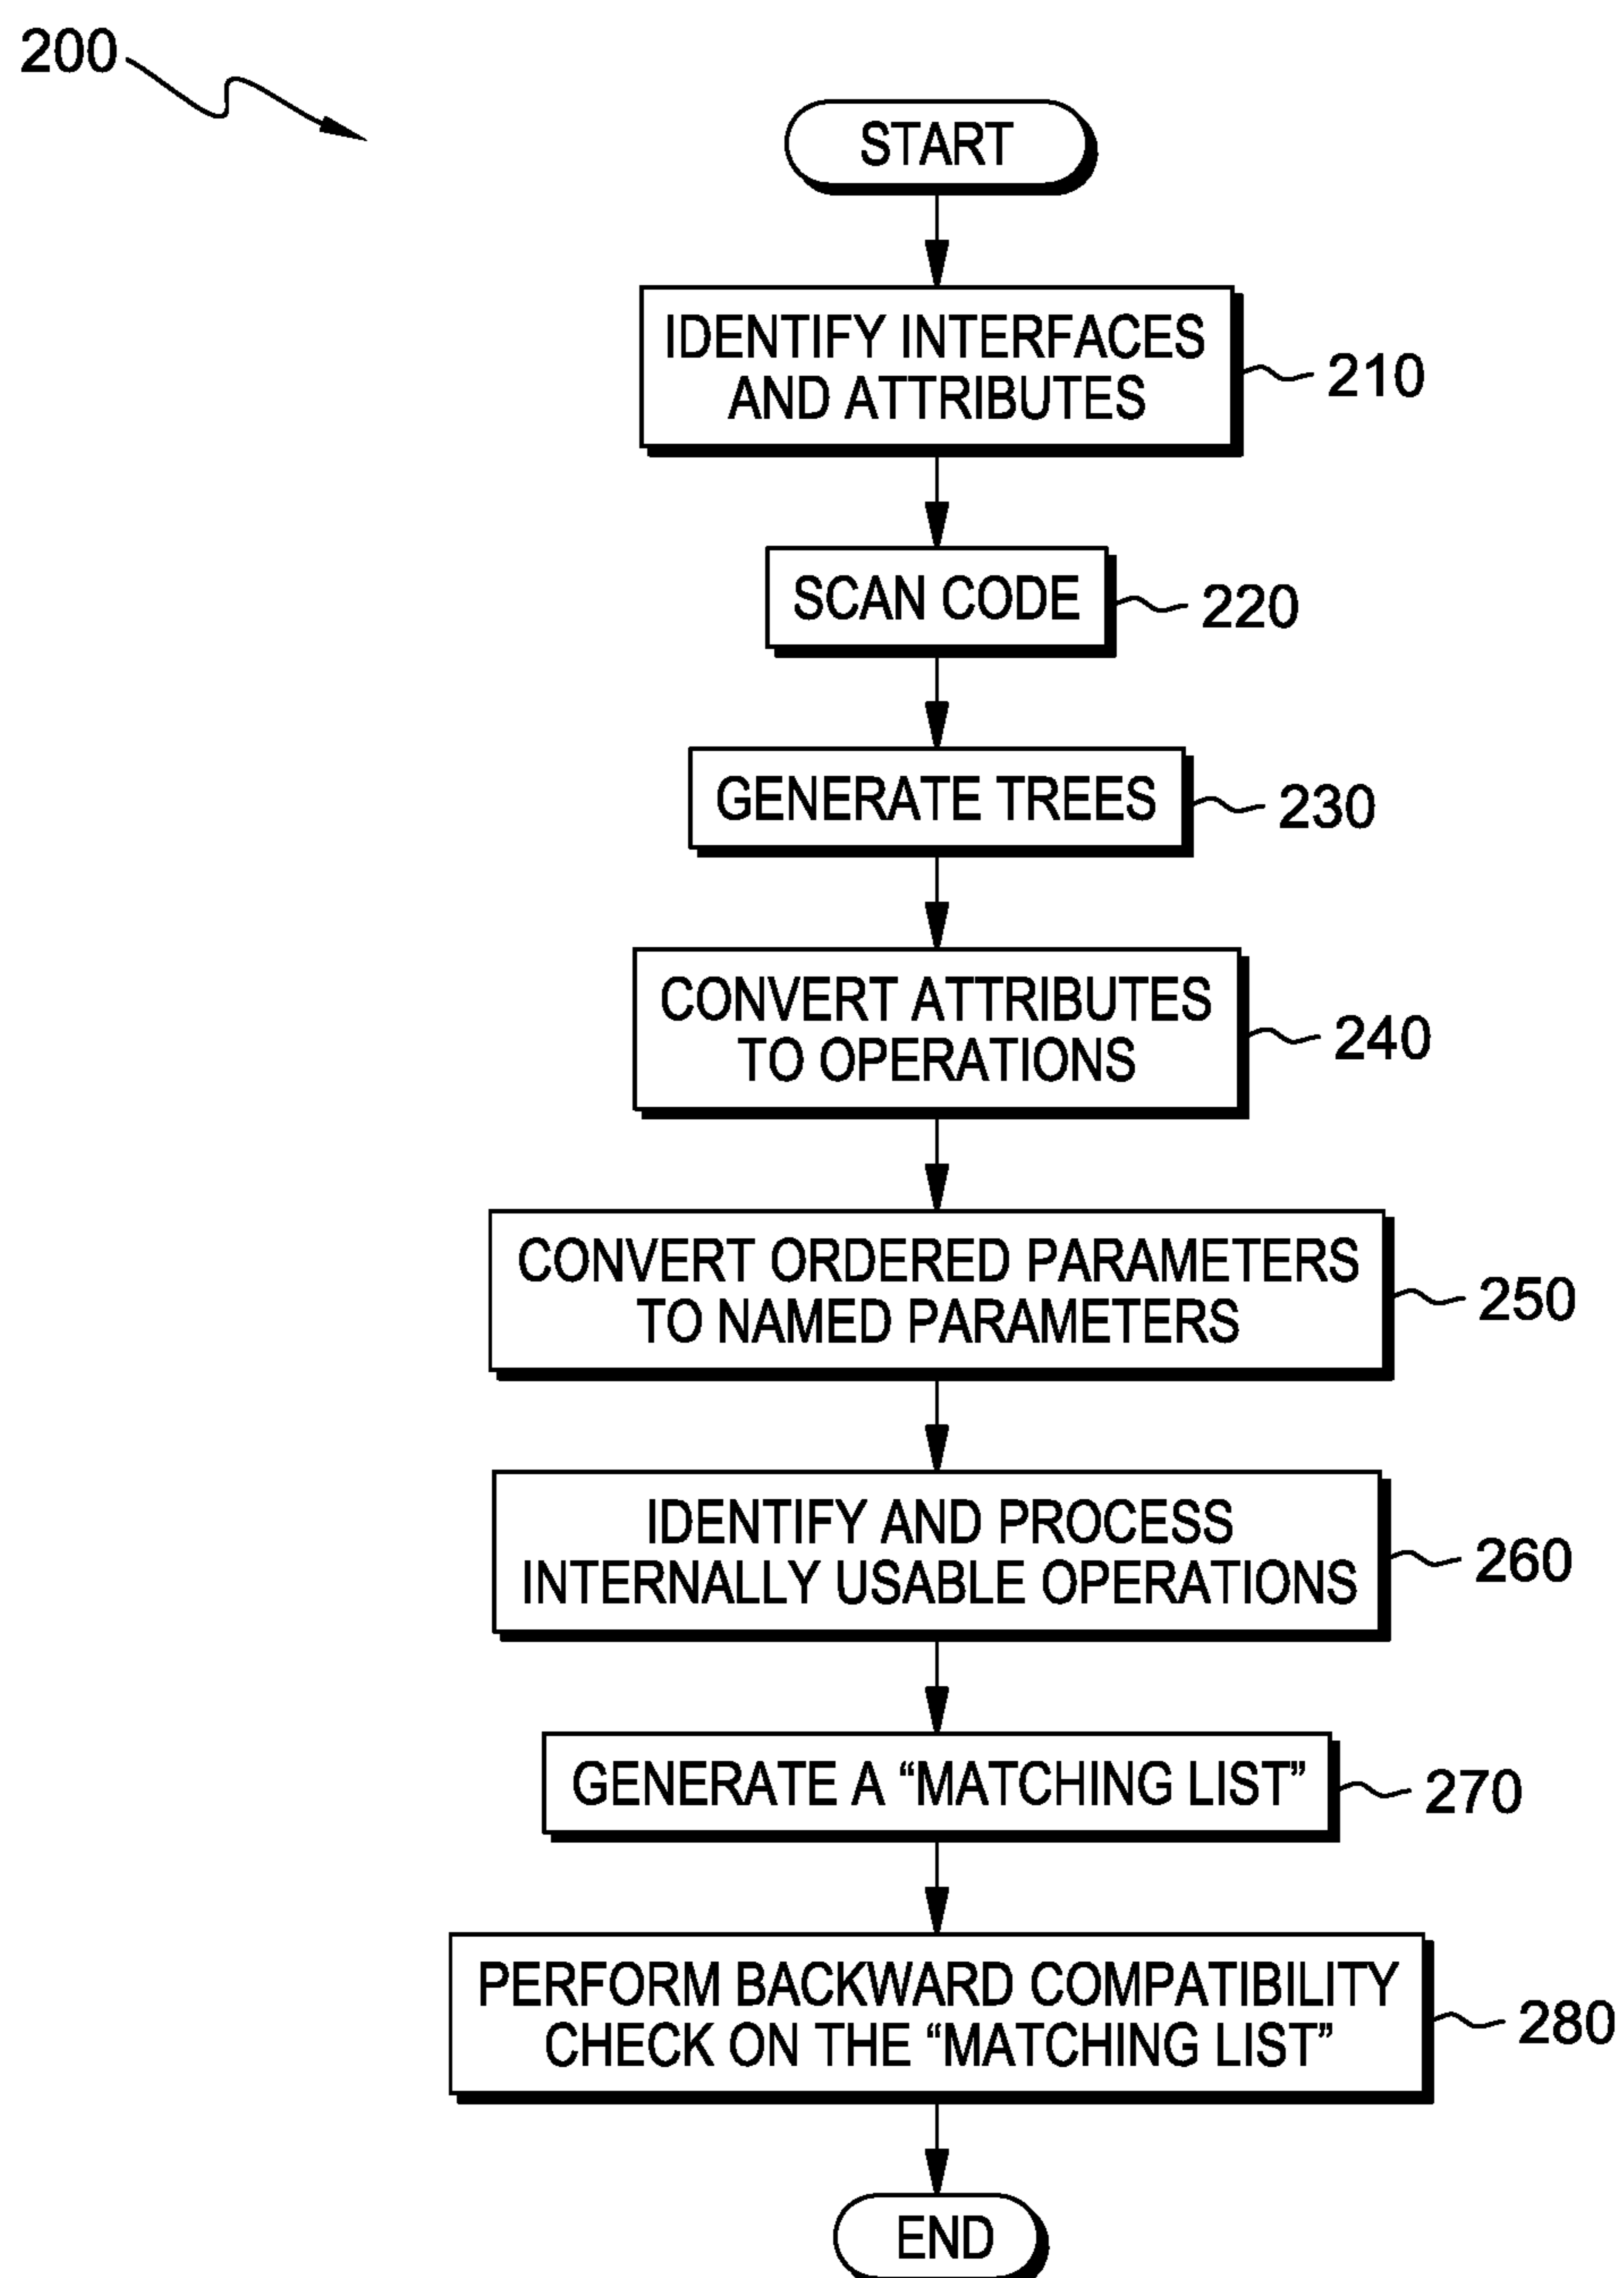 200
START
IDENTIFY INTERFACES
AND ATTRIBUTES
210
SCAN CODE
220
GENERATE TREES
230
CONVERT ATTRIBUTES
TO OPERATIONS
240
CONVERT ORDERED PARAMETERS
TO NAMED PARAMETERS
250
IDENTIFY AND PROCESS
INTERNALLY USABLE OPERATIONS
260
GENERATE A “MATCHING LIST”
270
PERFORM BACKWARD COMPATIBILITY
CHECK ON THE “MATCHING LIST”
280
END